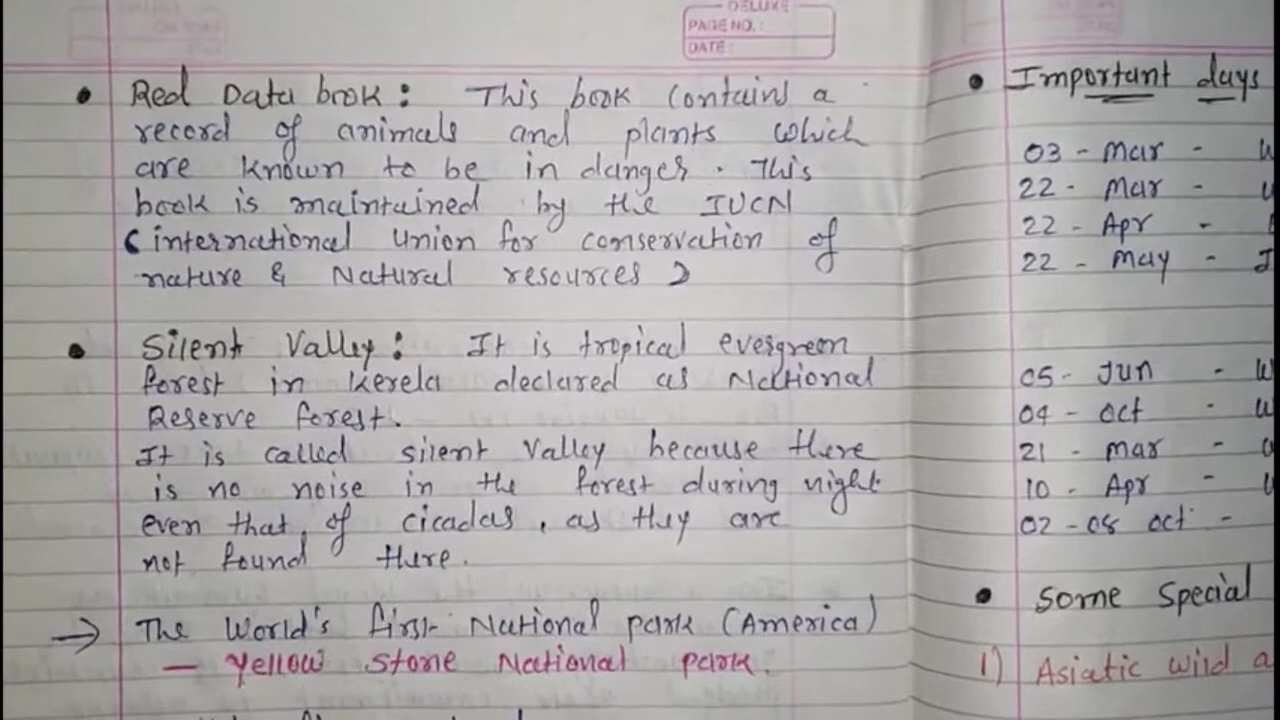 DELUXE
PAGE NO. :
DATE :
• Red Data book : This book contains a
record of animals and plants which
are known to be in danger. This
book is maintained by the IUCN
(international Union for conservation of
nature & Natural resources)
• Silent Valley : It is tropical evergreen
forest in Kerela declared as National
Reserve forest.
It is called silent Valley because there
is no noise in the forest during night
even that of cicadas, as they are
not found there.
→ The World's first National park (America)
— Yellow stone National park.
• Important days
03 - Mar -
22 - Mar -
22 - Apr -
22 - May -
05 - Jun -
04 - Oct -
21 - Mar -
10 - Apr -
02 - 08 Oct -
• Some Special
1) Asiatic wild a